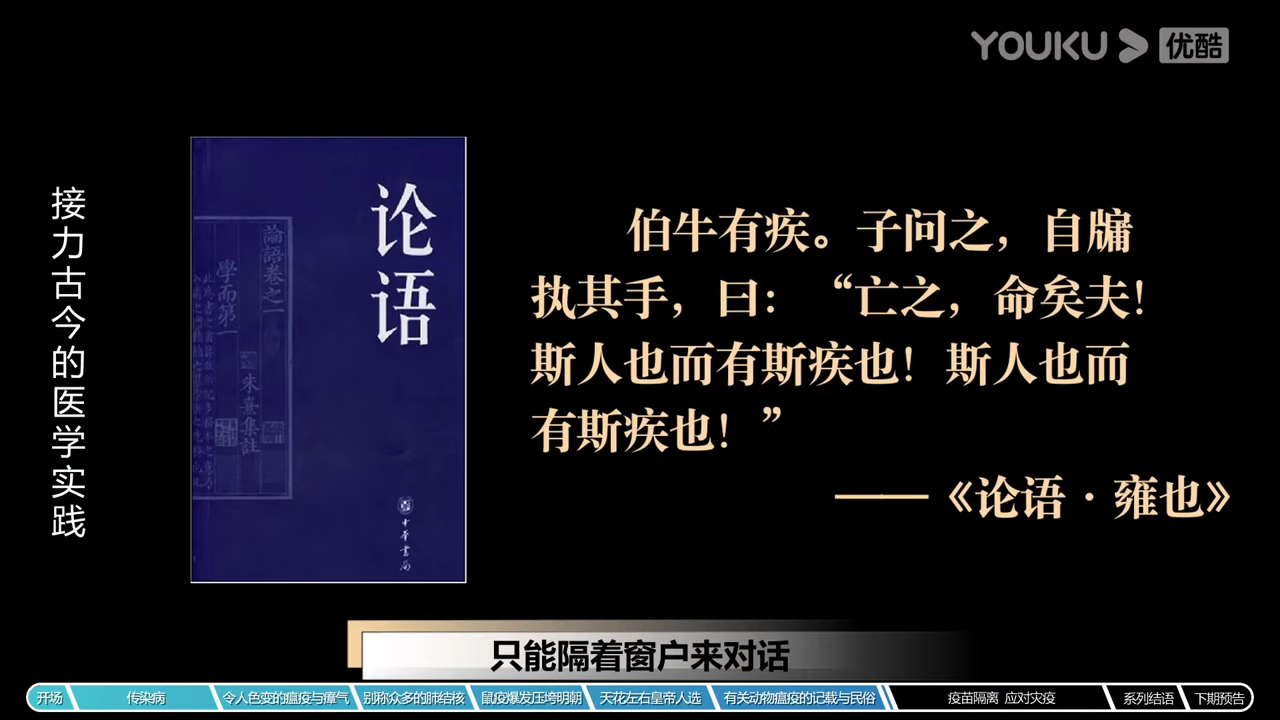 YOUKU 优酷
接力古今的医学实践
论语
論語卷之一
學而第一
朱熹集註
中华書局
伯牛有疾。子问之，自牖
执其手，曰：“亡之，命矣夫！
斯人也而有斯疾也！斯人也而
有斯疾也！”
——《论语·雍也》
只能隔着窗户来对话
开场 传染病 令人色变的瘟疫与瘴气 别称众多的肺结核 鼠疫爆发压垮明朝 天花左右皇帝人选 有关动物瘟疫的记载与民俗 疫苗隔离 应对灾疫 系列结语 下期预告